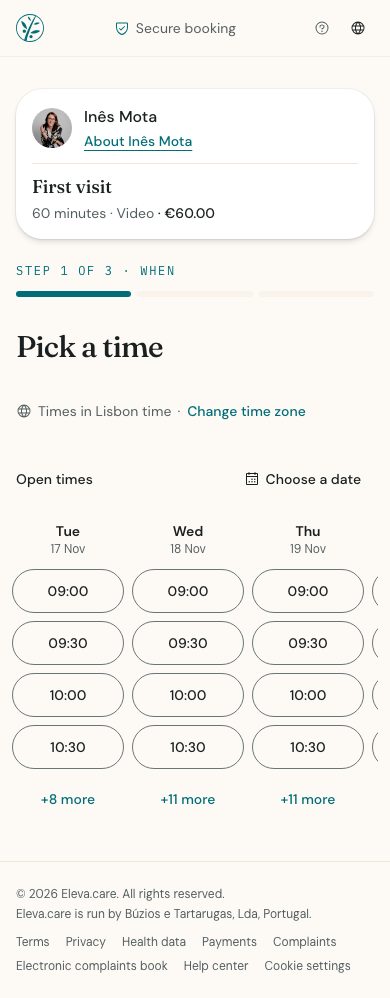 Secure booking
Inês Mota
About Inês Mota
First visit
60 minutes · Video · €60.00
STEP 1 OF 3 · WHEN
Pick a time
Times in Lisbon time · Change time zone
Open times
Choose a date
Tue Wed Thu
17 Nov 18 Nov 19 Nov
09:00 09:00 09:00
09:30 09:30 09:30
10:00 10:00 10:00
10:30 10:30 10:30
+8 more +11 more +11 more
© 2026 Eleva.care. All rights reserved.
Eleva.care is run by Búzios e Tartarugas, Lda, Portugal.
Terms Privacy Health data Payments Complaints
Electronic complaints book Help center Cookie settings